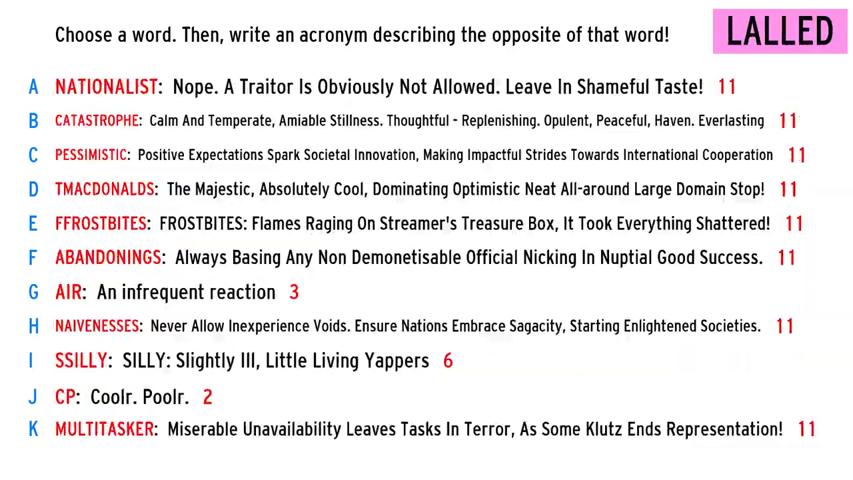 Choose a word. Then, write an acronym describing the opposite of that word!
LALLED
A NATIONALIST: Nope. A Traitor Is Obviously Not Allowed. Leave In Shameful Taste! 11
B CATASTROPHE: Calm And Temperate, Amiable Stillness. Thoughtful - Replenishing. Opulent, Peaceful, Haven. Everlasting 11
C PESSIMISTIC: Positive Expectations Spark Societal Innovation, Making Impactful Strides Towards International Cooperation 11
D TMACDONALDS: The Majestic, Absolutely Cool, Dominating Optimistic Neat All-around Large Domain Stop! 11
E FFROSTBITES: FROSTBITES: Flames Raging On Streamer's Treasure Box, It Took Everything Shattered! 11
F ABANDONINGS: Always Basing Any Non Demonetisable Official Nicking In Nuptial Good Success. 11
G AIR: An infrequent reaction 3
H NAIVENESSES: Never Allow Inexperience Voids. Ensure Nations Embrace Sagacity, Starting Enlightened Societies. 11
I SSILLY: SILLY: Slightly Ill, Little Living Yappers 6
J CP: Coolr. Poolr. 2
K MULTITASKER: Miserable Unavailability Leaves Tasks In Terror, As Some Klutz Ends Representation! 11